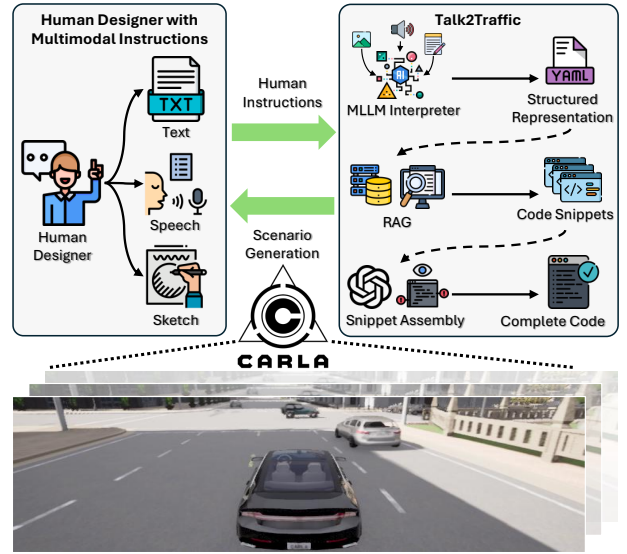 Human Designer with
Multimodal Instructions
TXT
Text
Speech
Human
Designer
Sketch
Human
Instructions
Scenario
Generation
CARLA
Talk2Traffic
AI
MLLM Interpreter
YAML
Structured
Representation
RAG
</>
Code Snippets
Snippet Assembly
Complete Code